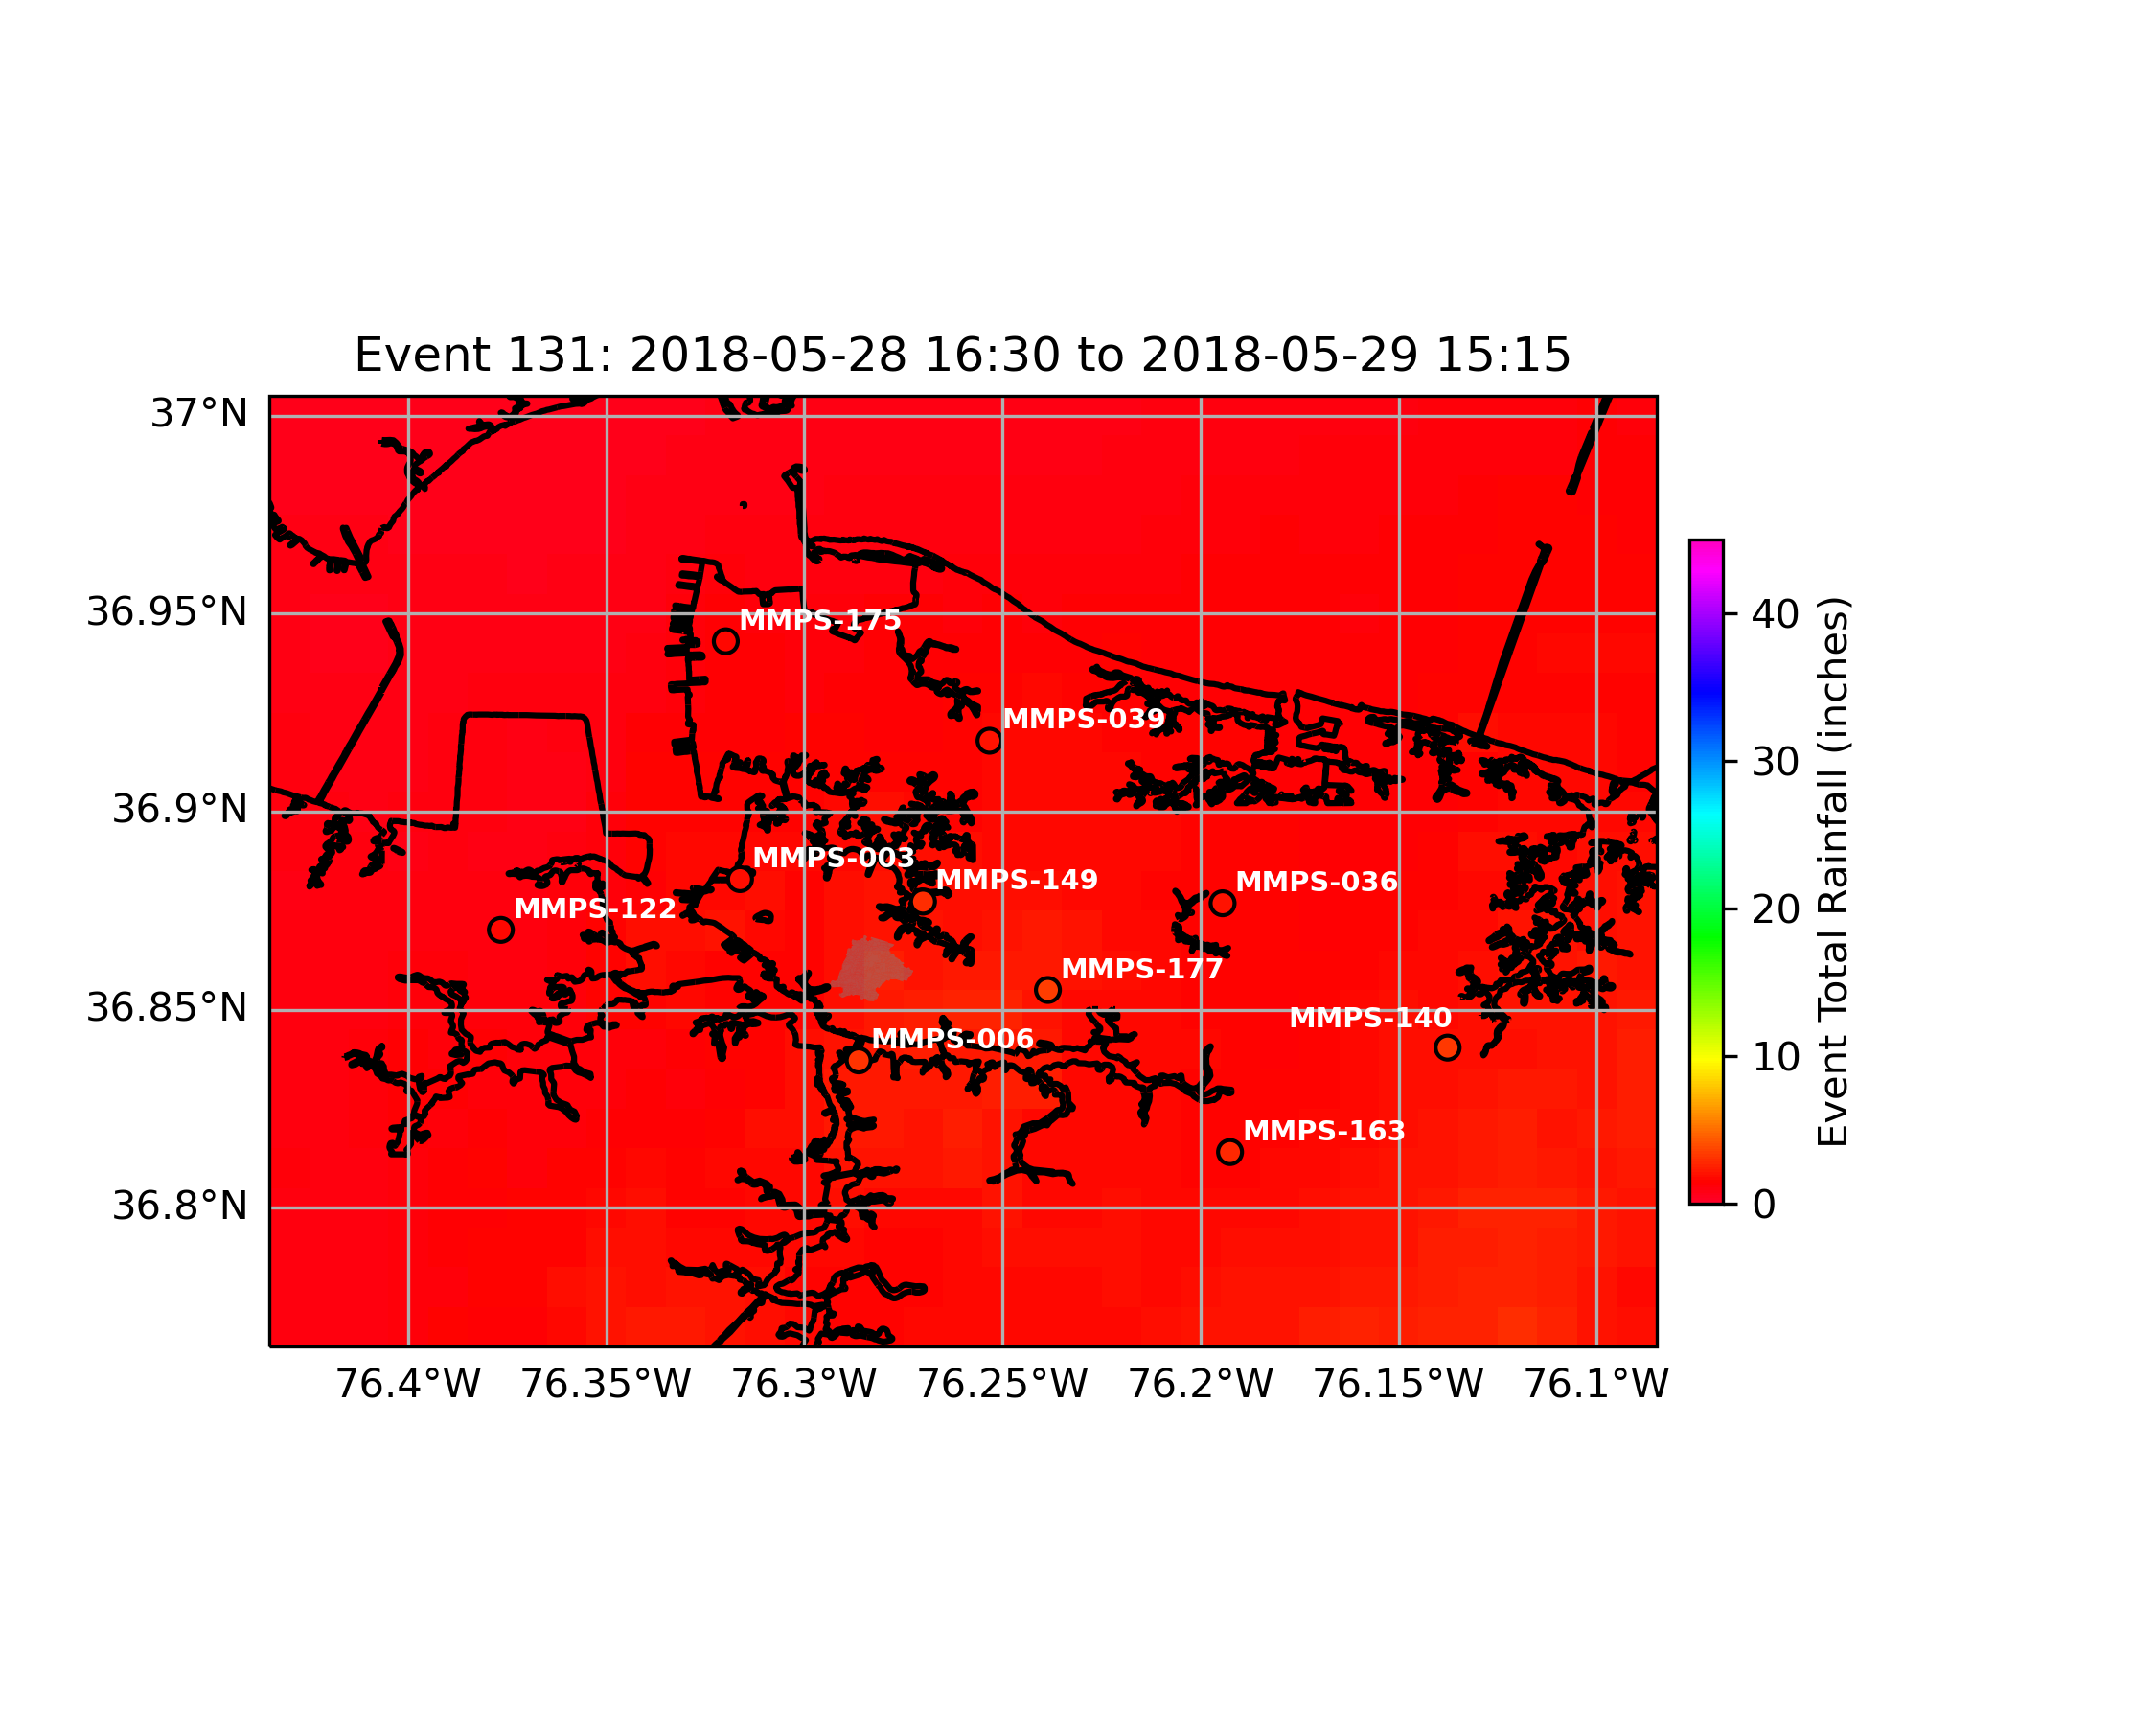 Event 131: 2018-05-28 16:30 to 2018-05-29 15:15
37°N
36.95°N
36.9°N
36.85°N
36.8°N
MMPS-175
MMPS-039
MMPS-003
MMPS-149
MMPS-036
MMPS-122
MMPS-177
MMPS-140
MMPS-006
MMPS-163
76.4°W 76.35°W 76.3°W 76.25°W 76.2°W 76.15°W 76.1°W
40
30
20
10
0
Event Total Rainfall (inches)